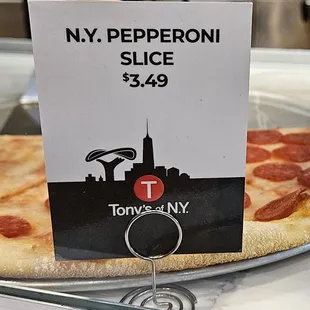 N.Y. PEPPERONI
SLICE
$3.49
T
Tony's of N.Y.